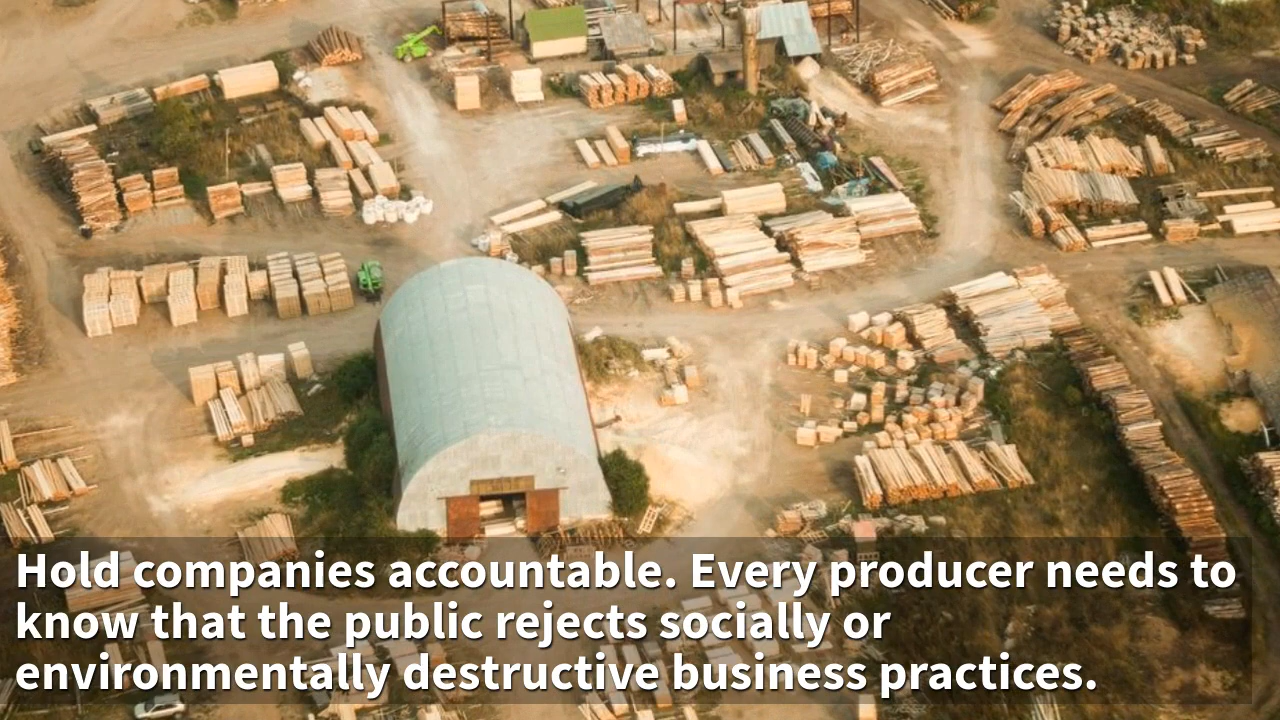 Hold companies accountable. Every producer needs to
know that the public rejects socially or
environmentally destructive business practices.